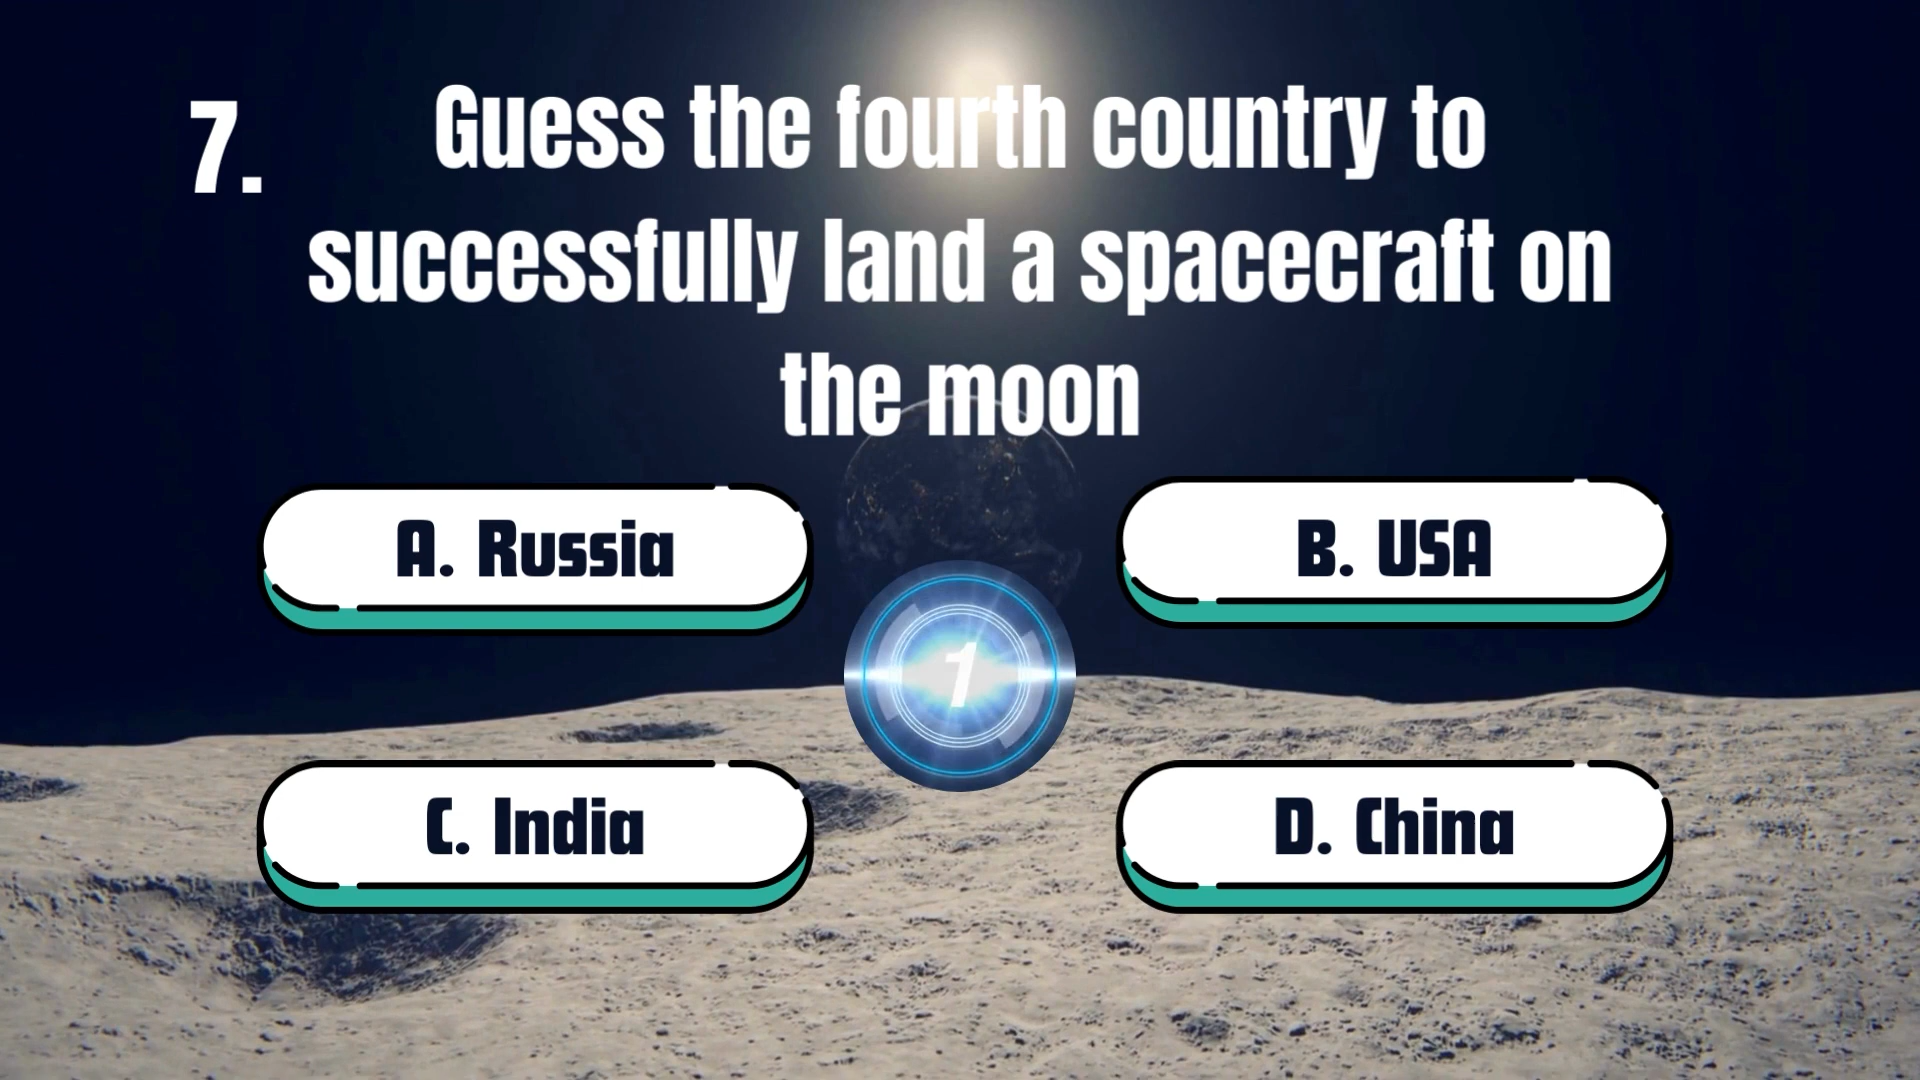 7.
Guess the fourth country to
successfully land a spacecraft on
the moon
A. Russia
B. USA
1
C. India
D. China